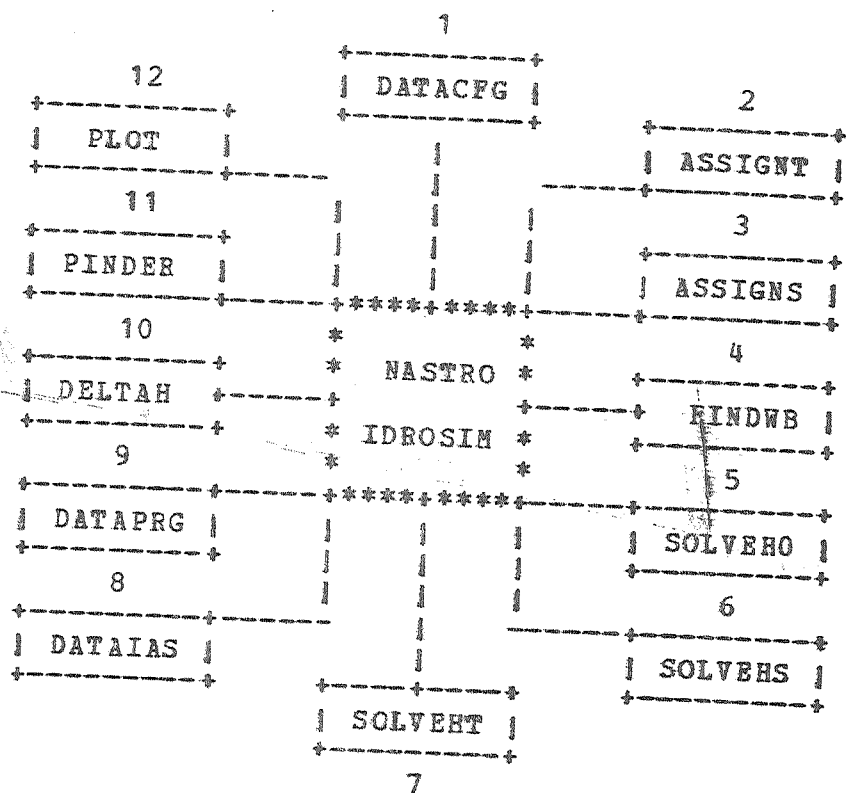 1
DATACFG
12
PLOT
2
ASSIGNT
11
PINDER
3
ASSIGNS
10
DELTAH
NASTRO
IDROSIM
4
FINDWB
9
DATAPRG
5
SOLVEH0
8
DATAIAS
6
SOLVEHS
SOLVEHT
7